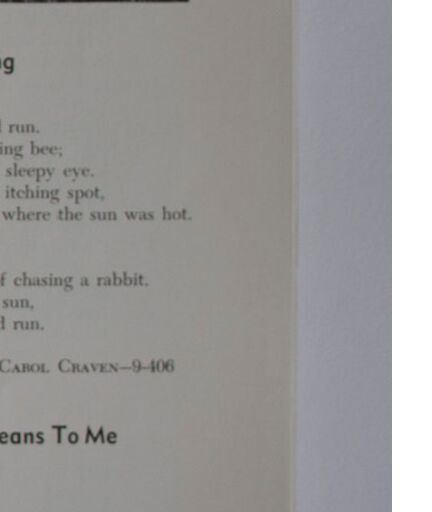 g
run.
ing bee;
sleepy eye.
itching spot,
where the sun was hot.
f chasing a rabbit.
sun,
d run.
CAROL CRAVEN—9-406
eans To Me